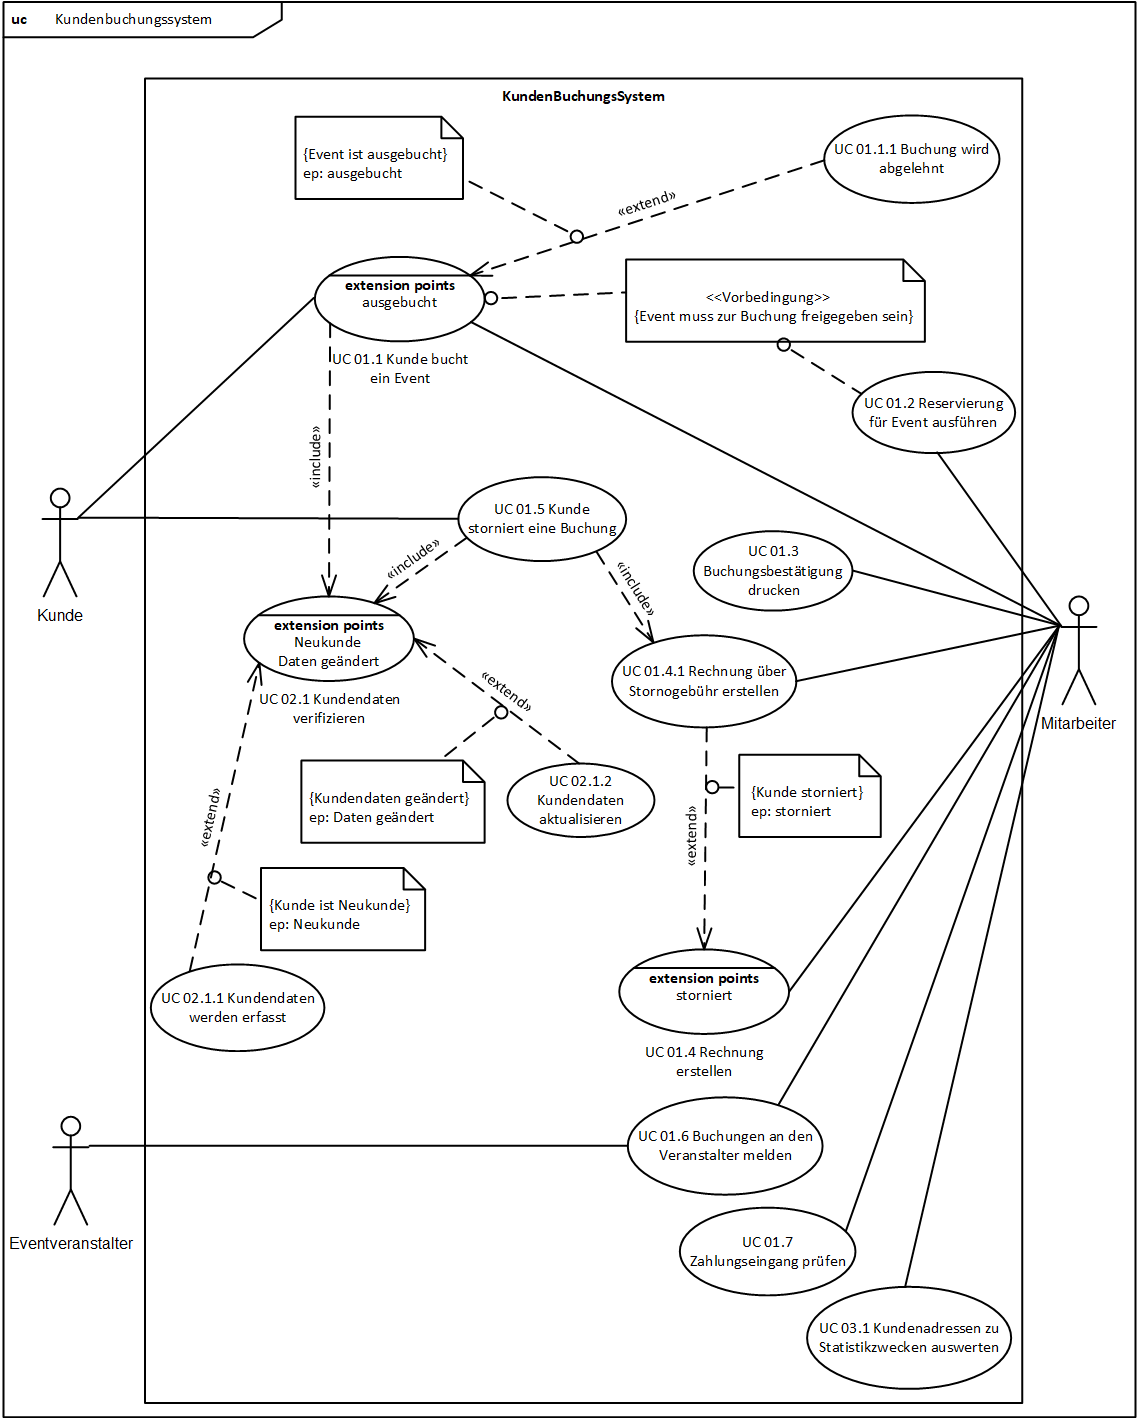 uc Kundenbuchungssystem
KundenBuchungsSystem
{Event ist ausgebucht}
ep: ausgebucht
UC 01.1.1 Buchung wird
abgelehnt
«extend»
extension points
ausgebucht
UC 01.1 Kunde bucht
ein Event
<<Vorbedingung>>
{Event muss zur Buchung freigegeben sein}
UC 01.2 Reservierung
für Event ausführen
«include»
UC 01.5 Kunde
storniert eine Buchung
«include»
«include»
UC 01.3
Buchungsbestätigung
drucken
Kunde
extension points
Neukunde
Daten geändert
UC 02.1 Kundendaten
verifizieren
UC 01.4.1 Rechnung über
Stornogebühr erstellen
Mitarbeiter
«extend»
{Kundendaten geändert}
ep: Daten geändert
UC 02.1.2
Kundendaten
aktualisieren
{Kunde storniert}
ep: storniert
«extend»
«extend»
{Kunde ist Neukunde}
ep: Neukunde
UC 02.1.1 Kundendaten
werden erfasst
extension points
storniert
UC 01.4 Rechnung
erstellen
UC 01.6 Buchungen an den
Veranstalter melden
Eventveranstalter
UC 01.7
Zahlungseingang prüfen
UC 03.1 Kundenadressen zu
Statistikzwecken auswerten